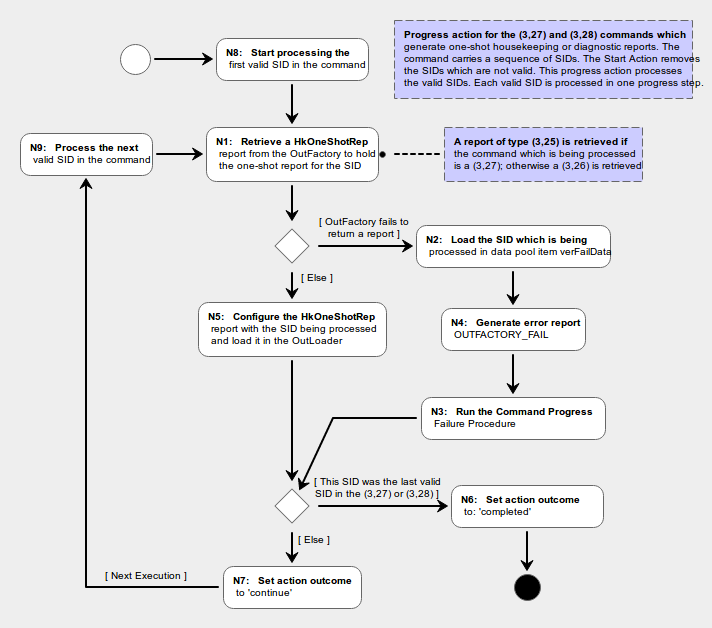 N8: Start processing the
first valid SID in the command
Progress action for the (3,27) and (3,28) commands which
generate one-shot housekeeping or diagnostic reports. The
command carries a sequence of SIDs. The Start Action removes
the SIDs which are not valid. This progress action processes
the valid SIDs. Each valid SID is processed in one progress step.
N9: Process the next
valid SID in the command
N1: Retrieve a HkOneShotRep
report from the OutFactory to hold
the one-shot report for the SID
A report of type (3,25) is retrieved if
the command which is being processed
is a (3,27); otherwise a (3,26) is retrieved
[ OutFactory fails to
return a report ]
N2: Load the SID which is being
processed in data pool item verFailData
[ Else ]
N5: Configure the HkOneShotRep
report with the SID being processed
and load it in the OutLoader
N4: Generate error report
OUTFACTORY_FAIL
N3: Run the Command Progress
Failure Procedure
[ This SID was the last valid
SID in the (3,27) or (3,28) ]
N6: Set action outcome
to: 'completed'
[ Else ]
N7: Set action outcome
to 'continue'
[ Next Execution ]